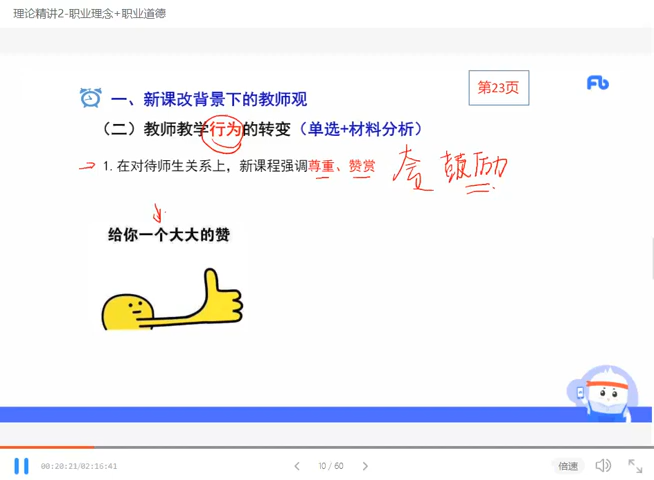 理论精讲2-职业理念+职业道德
第23页
一、新课改背景下的教师观
（二）教师教学行为的转变（单选+材料分析）
1. 在对待师生关系上，新课程强调尊重、赞赏 夸 鼓励
给你一个大大的赞
00:20:21/02:16:41
10 / 60
倍速